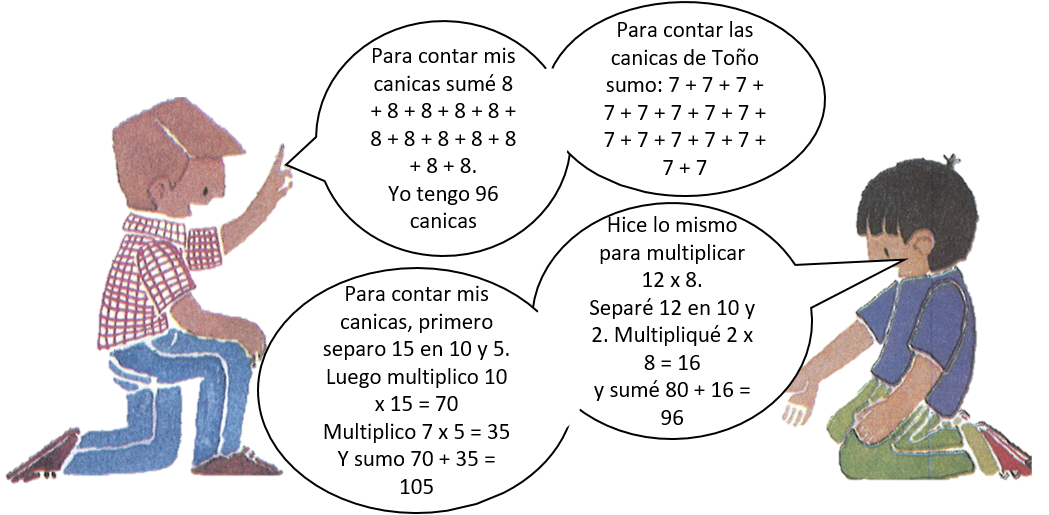 Para contar mis
canicas sumé 8
+ 8 + 8 + 8 + 8 +
8 + 8 + 8 + 8 + 8
+ 8 + 8.
Yo tengo 96
canicas
Para contar las
canicas de Toño
sumo: 7 + 7 + 7 +
7 + 7 + 7 + 7 + 7 +
7 + 7 + 7 + 7 + 7 +
7 + 7
Para contar mis
canicas, primero
separo 15 en 10 y 5.
Luego multiplico 10
x 15 = 70
Multiplico 7 x 5 = 35
Y sumo 70 + 35 =
105
Hice lo mismo
para multiplicar
12 x 8.
Separé 12 en 10 y
2. Multipliqué 2 x
8 = 16
y sumé 80 + 16 =
96